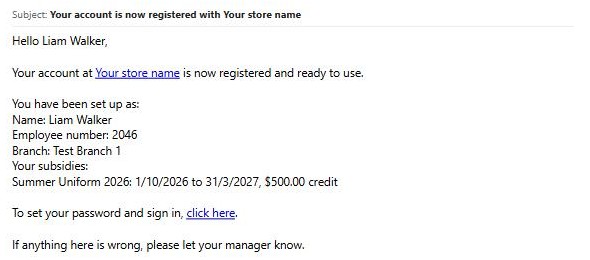 Subject: Your account is now registered with Your store name
Hello Liam Walker,
Your account at Your store name is now registered and ready to use.
You have been set up as:
Name: Liam Walker
Employee number: 2046
Branch: Test Branch 1
Your subsidies:
Summer Uniform 2026: 1/10/2026 to 31/3/2027, $500.00 credit
To set your password and sign in, click here.
If anything here is wrong, please let your manager know.